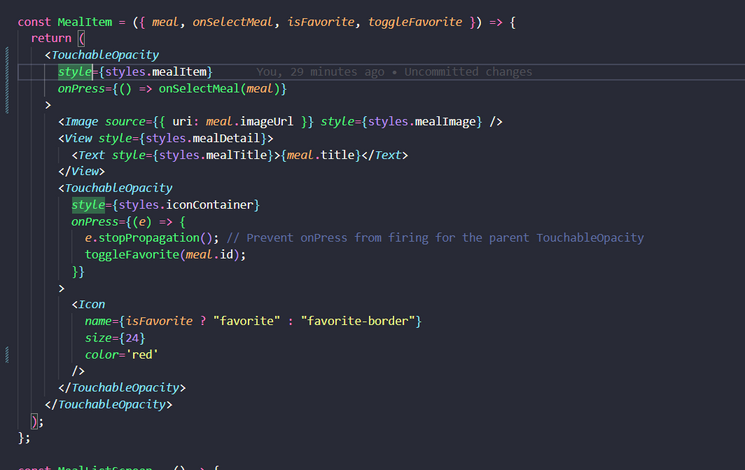 const MealItem = ({ meal, onSelectMeal, isFavorite, toggleFavorite }) => {
  return (
    <TouchableOpacity
      style={styles.mealItem}      You, 29 minutes ago • Uncommitted changes
      onPress={() => onSelectMeal(meal)}
    >
      <Image source={{ uri: meal.imageUrl }} style={styles.mealImage} />
      <View style={styles.mealDetail}>
        <Text style={styles.mealTitle}>{meal.title}</Text>
      </View>
      <TouchableOpacity
        style={styles.iconContainer}
        onPress={(e) => {
          e.stopPropagation(); // Prevent onPress from firing for the parent TouchableOpacity
          toggleFavorite(meal.id);
        }}
      >
        <Icon
          name={isFavorite ? "favorite" : "favorite-border"}
          size={24}
          color='red'
        />
      </TouchableOpacity>
    </TouchableOpacity>
  );
};
const MealListScreen = () => {